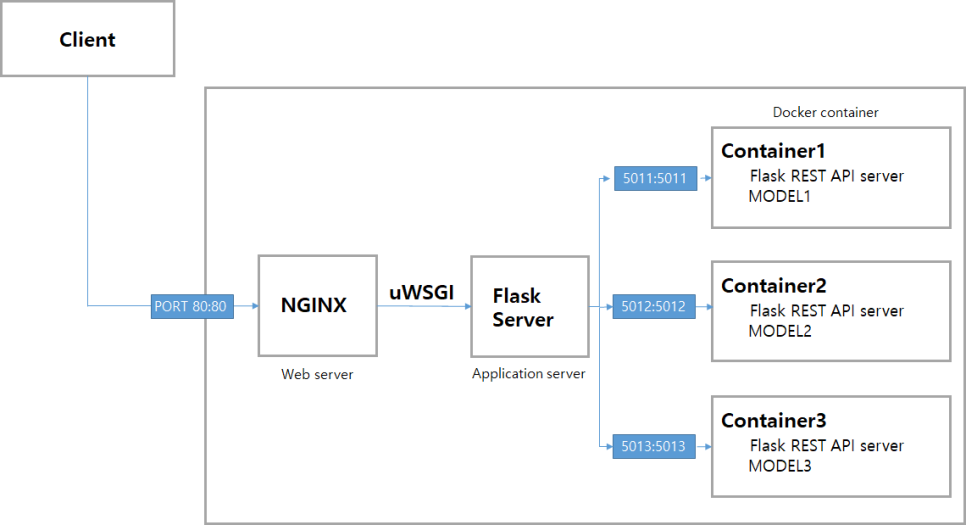 Client
Docker container
Container1
Flask REST API server
MODEL1
5011:5011
PORT 80:80
NGINX
Web server
uWSGI
Flask
Server
Application server
5012:5012
Container2
Flask REST API server
MODEL2
5013:5013
Container3
Flask REST API server
MODEL3